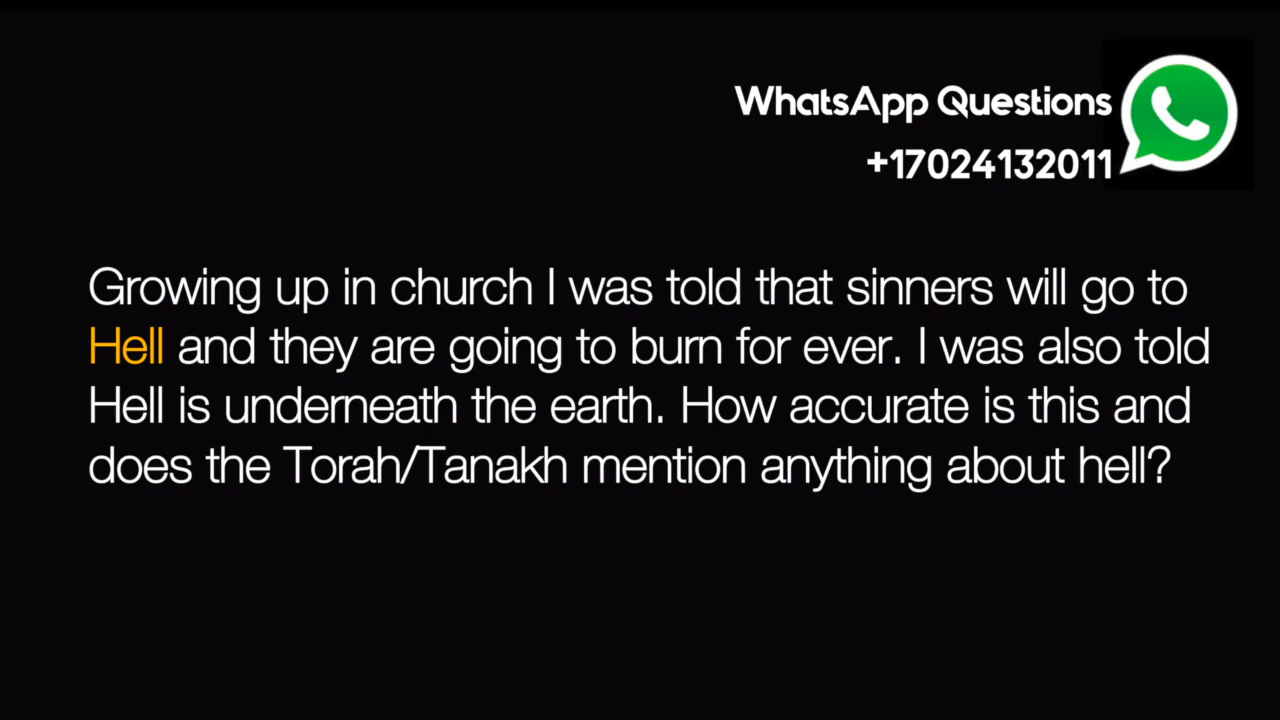 WhatsApp Questions
+17024132011
Growing up in church I was told that sinners will go to
Hell and they are going to burn for ever. I was also told
Hell is underneath the earth. How accurate is this and
does the Torah/Tanakh mention anything about hell?